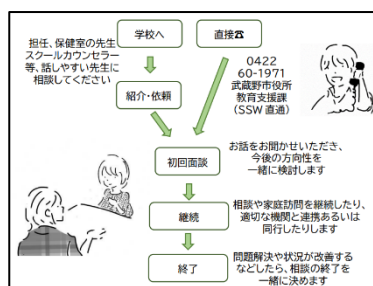 学校へ
直接☎
担任、保健室の先生
スクールカウンセラー
等、話しやすい先生に
相談してください
0422
60-1971
武蔵野市役所
教育支援課
(SSW 直通)
紹介・依頼
初回面談
お話をお聞かせいただき、
今後の方向性を
一緒に検討します
継続
相談や家庭訪問を継続したり、
適切な機関と連携あるいは
同行したりします
終了
問題解決や状況が改善する
などしたら、相談の終了を
一緒に決めます